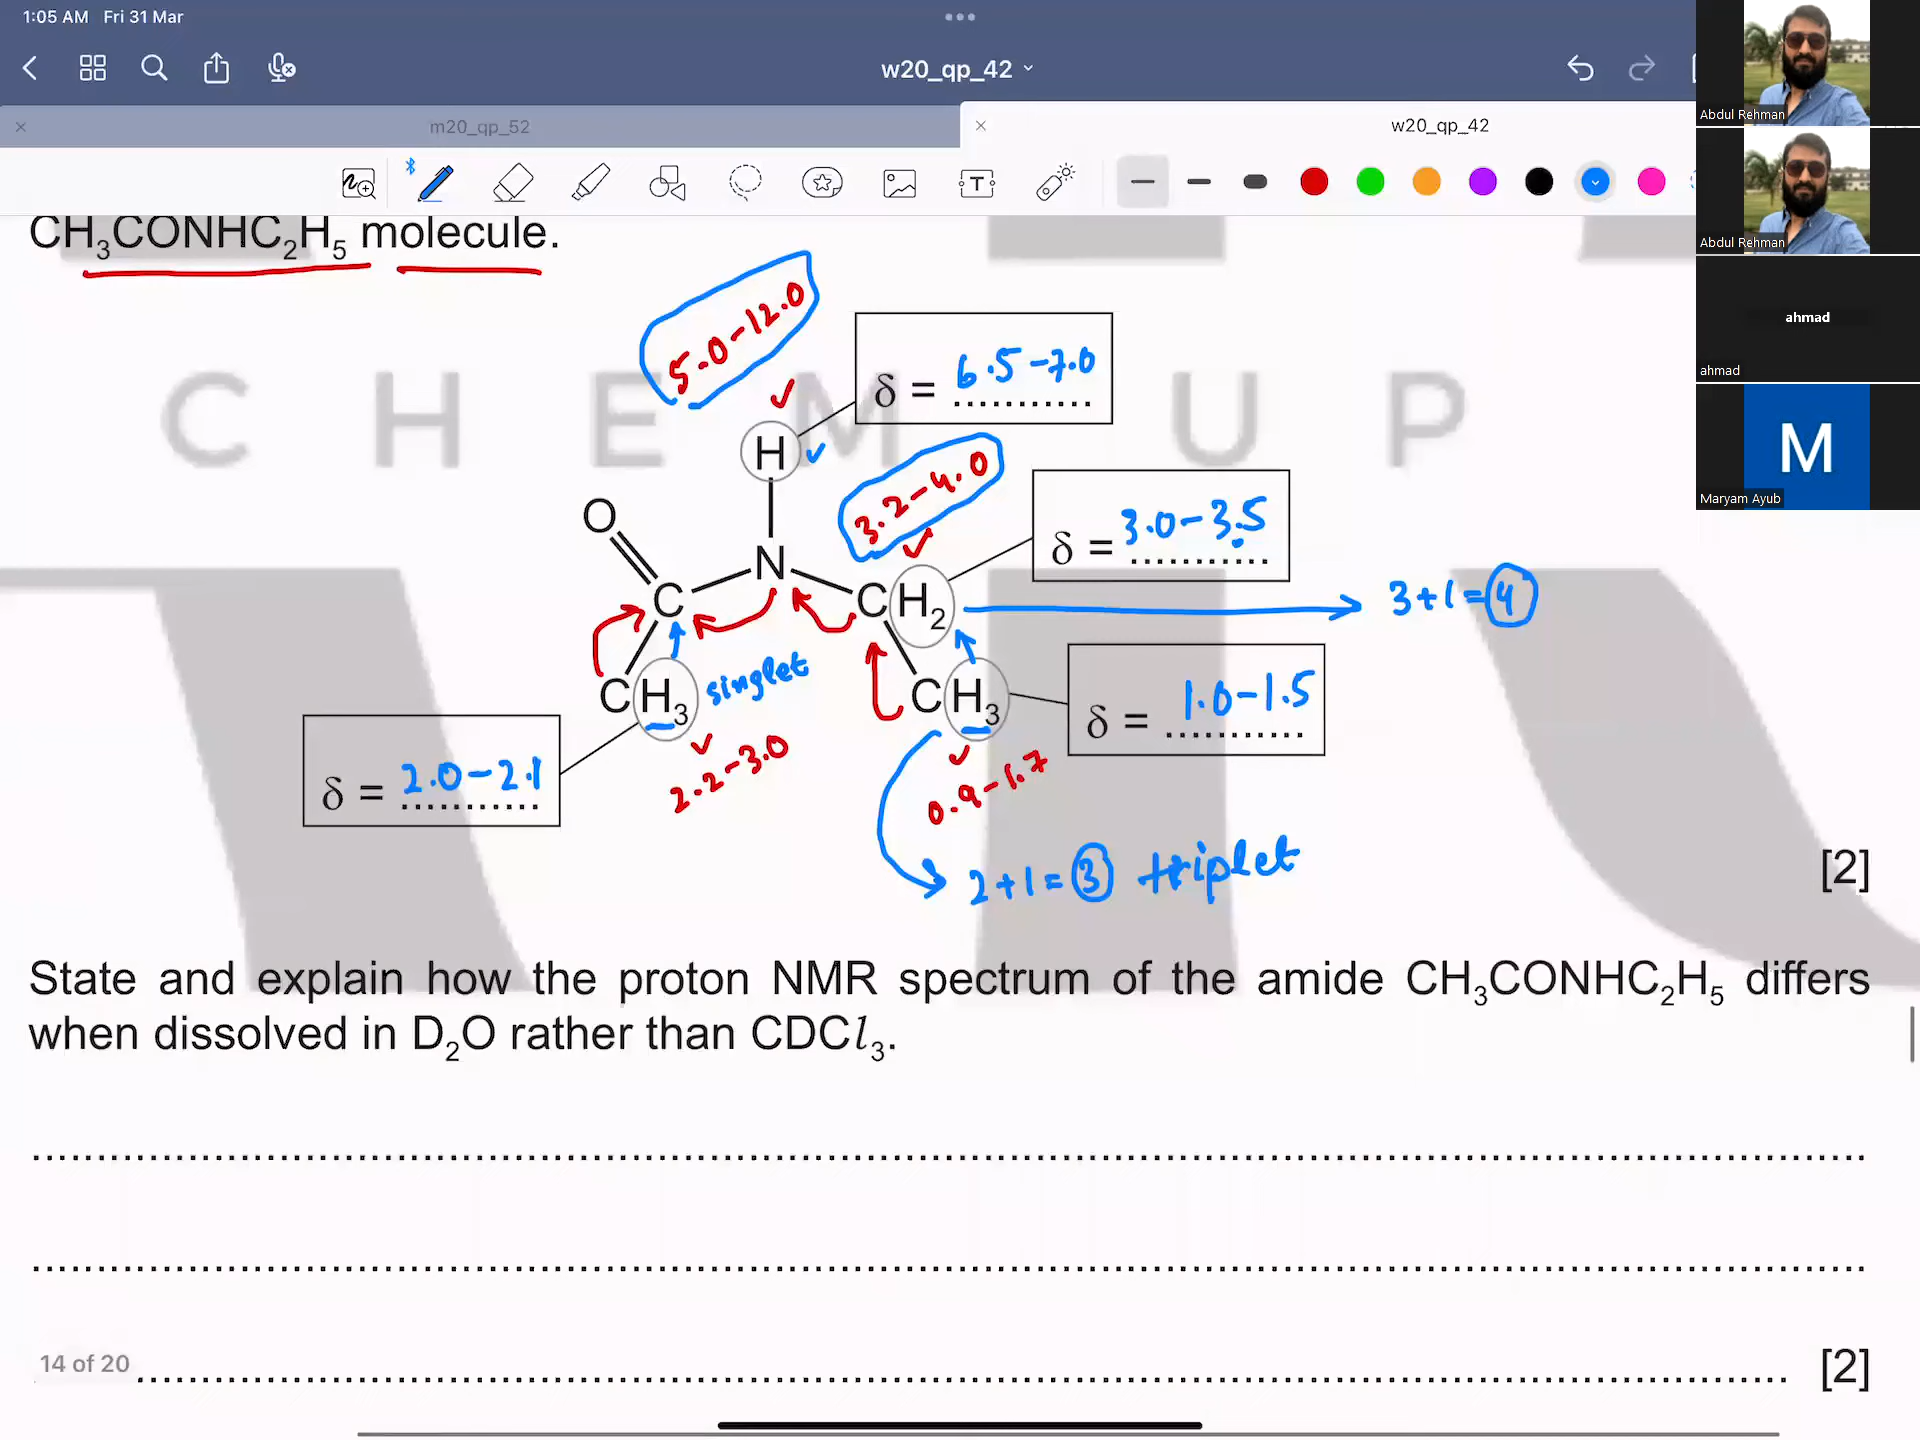 1:05 AM Fri 31 Mar
w20_qp_42
m20_qp_52
w20_qp_42
Abdul Rehman
Abdul Rehman
ahmad
ahmad
M
Maryam Ayub
CHEM UP
CH₃CONHC₂H₅ molecule.
5.0-12.0
δ = 6.5-7.0
H
3.2-4.0
O
δ = 3.0-3.5
N
C
CH₂
3+1=4
CH₃
singlet
CH₃
δ = 1.0-1.5
δ = 2.0-2.1
2.2-3.0
0.9-1.7
2+1=3 triplet
[2]
State and explain how the proton NMR spectrum of the amide CH₃CONHC₂H₅ differs
when dissolved in D₂O rather than CDCl₃.
14 of 20
[2]